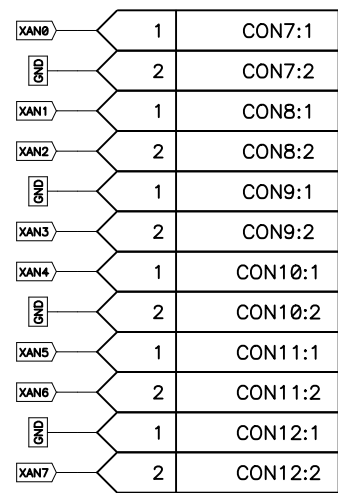 XAN0 1 CON7:1
GND 2 CON7:2
XAN1 1 CON8:1
XAN2 2 CON8:2
GND 1 CON9:1
XAN3 2 CON9:2
XAN4 1 CON10:1
GND 2 CON10:2
XAN5 1 CON11:1
XAN6 2 CON11:2
GND 1 CON12:1
XAN7 2 CON12:2